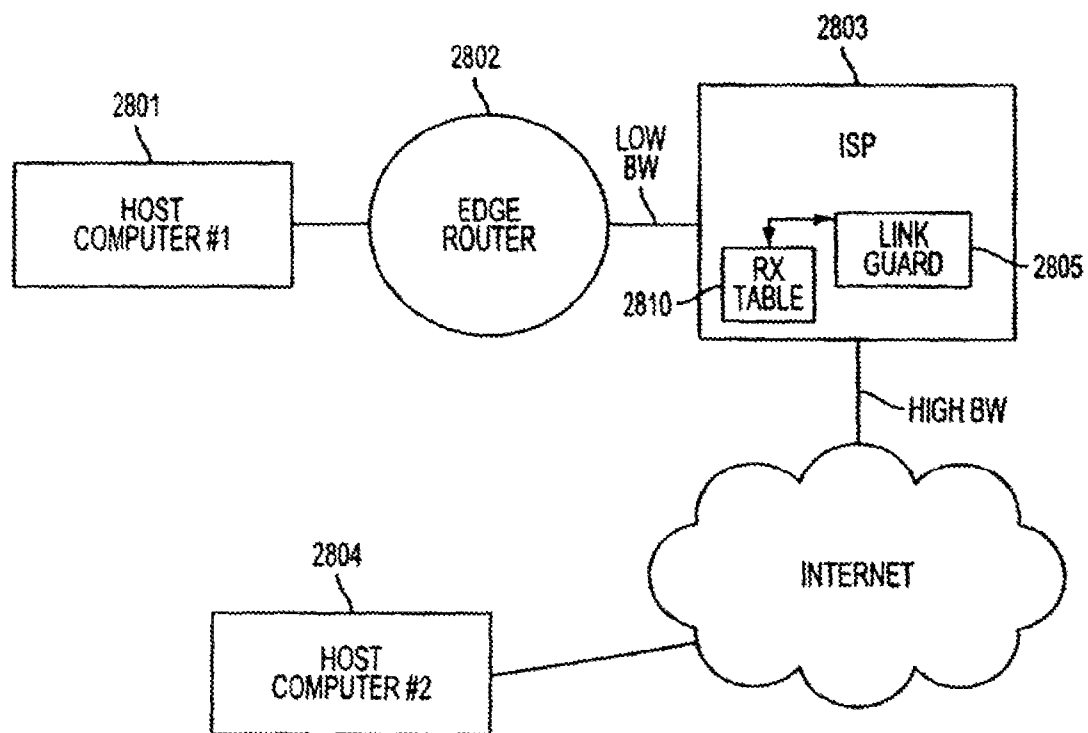 2803
2802
2801
ISP
LOW
BW
HOST
COMPUTER #1
EDGE
ROUTER
LINK
GUARD
2805
RX
TABLE
2810
HIGH BW
INTERNET
2804
HOST
COMPUTER #2